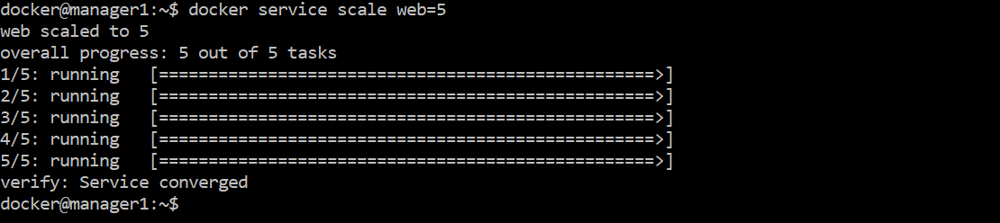 docker@manager1:~$ docker service scale web=5
web scaled to 5
overall progress: 5 out of 5 tasks
1/5: running   [==================================================>]
2/5: running   [==================================================>]
3/5: running   [==================================================>]
4/5: running   [==================================================>]
5/5: running   [==================================================>]
verify: Service converged
docker@manager1:~$